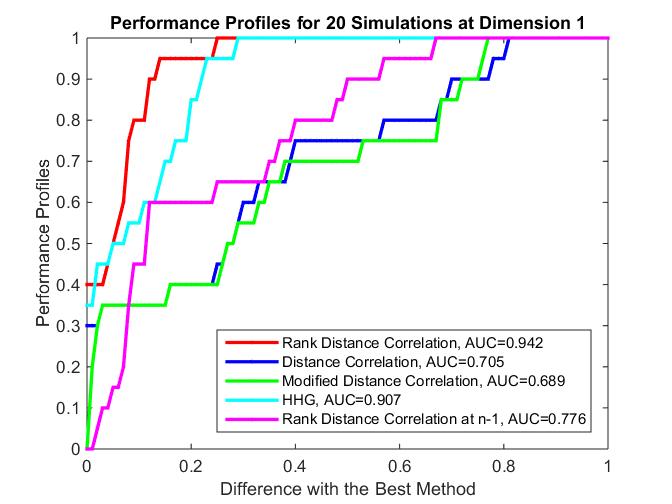 Performance Profiles for 20 Simulations at Dimension 1
1
0.9
0.8
0.7
0.6
0.5
0.4
0.3
0.2
0.1
0
Performance Profiles
Rank Distance Correlation, AUC=0.942
Distance Correlation, AUC=0.705
Modified Distance Correlation, AUC=0.689
HHG, AUC=0.907
Rank Distance Correlation at n-1, AUC=0.776
0 0.2 0.4 0.6 0.8 1
Difference with the Best Method